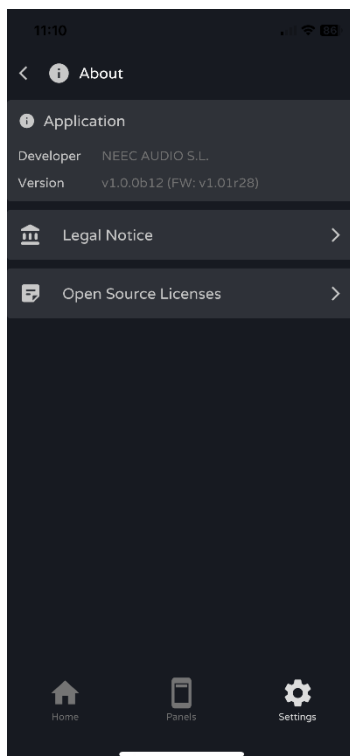 11:10
86
About
Application
Developer NEEC AUDIO S.L.
Version v1.0.0b12 (FW: v1.01r28)
Legal Notice
Open Source Licenses
Home Panels Settings